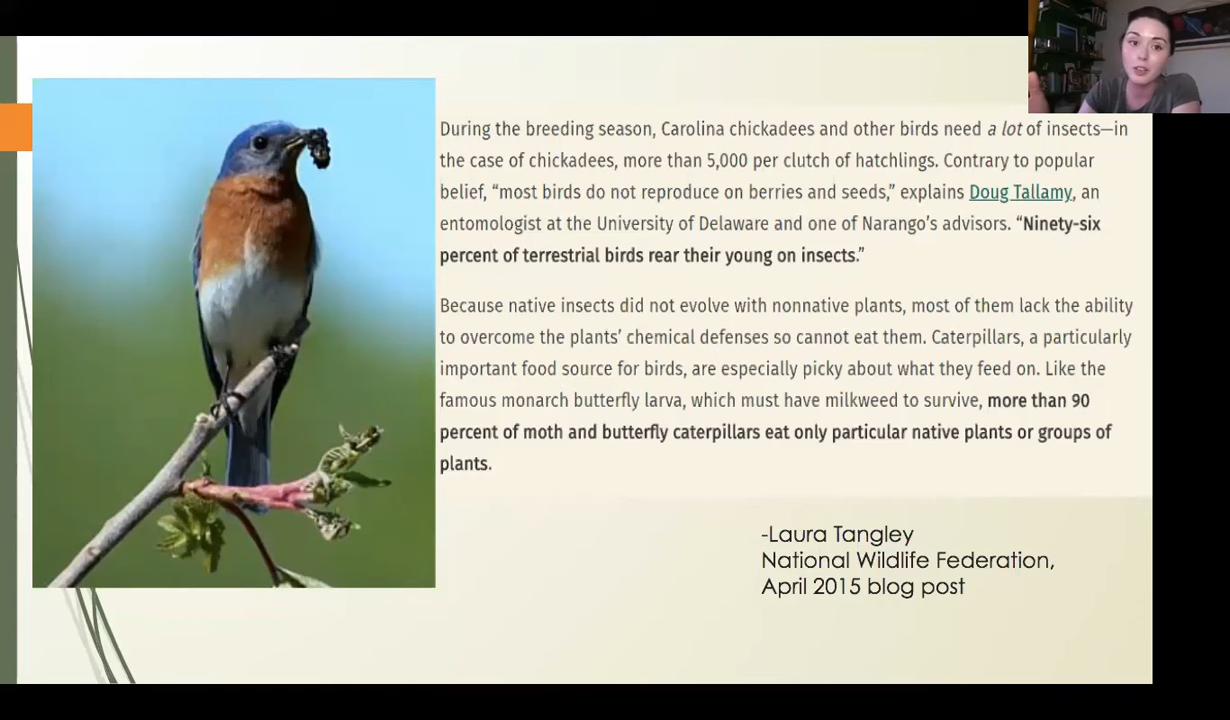 During the breeding season, Carolina chickadees and other birds need a lot of insects—in
the case of chickadees, more than 5,000 per clutch of hatchlings. Contrary to popular
belief, “most birds do not reproduce on berries and seeds,” explains Doug Tallamy, an
entomologist at the University of Delaware and one of Narango’s advisors. “Ninety-six
percent of terrestrial birds rear their young on insects.”
Because native insects did not evolve with nonnative plants, most of them lack the ability
to overcome the plants’ chemical defenses so cannot eat them. Caterpillars, a particularly
important food source for birds, are especially picky about what they feed on. Like the
famous monarch butterfly larva, which must have milkweed to survive, more than 90
percent of moth and butterfly caterpillars eat only particular native plants or groups of
plants.
-Laura Tangley
National Wildlife Federation,
April 2015 blog post